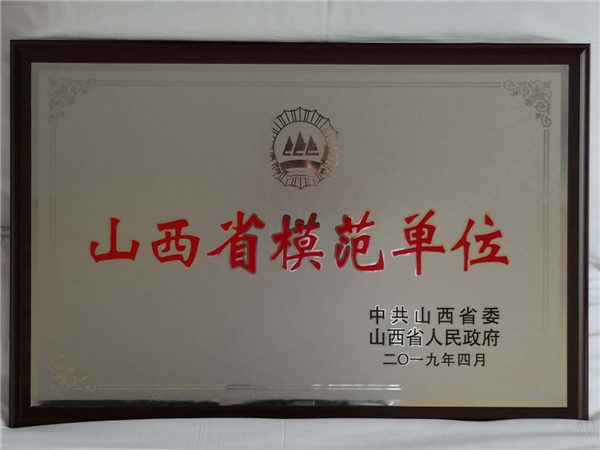 山西省模范单位
中共山西省委
山西省人民政府
二〇一九年四月